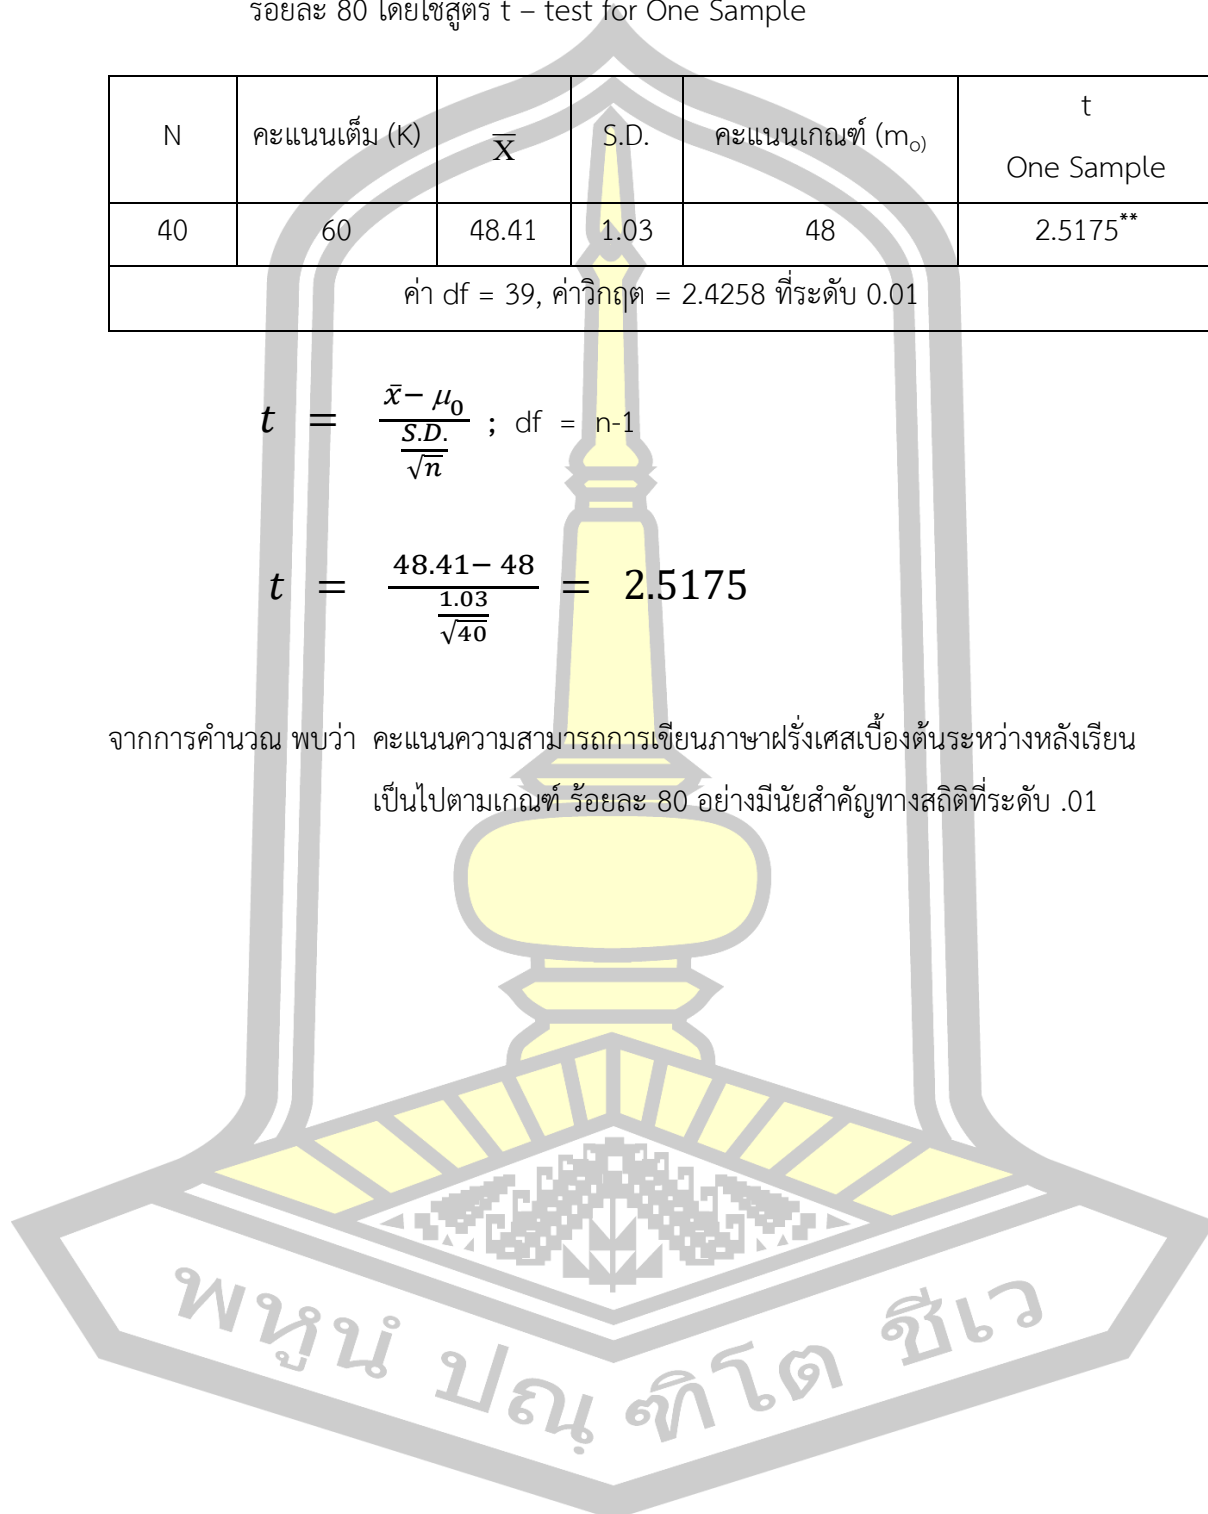 ร้อยละ 80 โดยใช้สูตร t – test for One Sample
N คะแนนเต็ม (K) X̅ S.D. คะแนนเกณฑ์ (mo) t One Sample
40 60 48.41 1.03 48 2.5175**
ค่า df = 39, ค่าวิกฤต = 2.4258 ที่ระดับ 0.01
t = (x̄ − μ0) / (S.D. / √n) ; df = n-1
t = (48.41 − 48) / (1.03 / √40) = 2.5175
จากการคำนวณ พบว่า คะแนนความสามารถการเขียนภาษาฝรั่งเศสเบื้องต้นระหว่างหลังเรียน
เป็นไปตามเกณฑ์ ร้อยละ 80 อย่างมีนัยสำคัญทางสถิติที่ระดับ .01
พหูนํ ปณฺฑิโต ชีเว